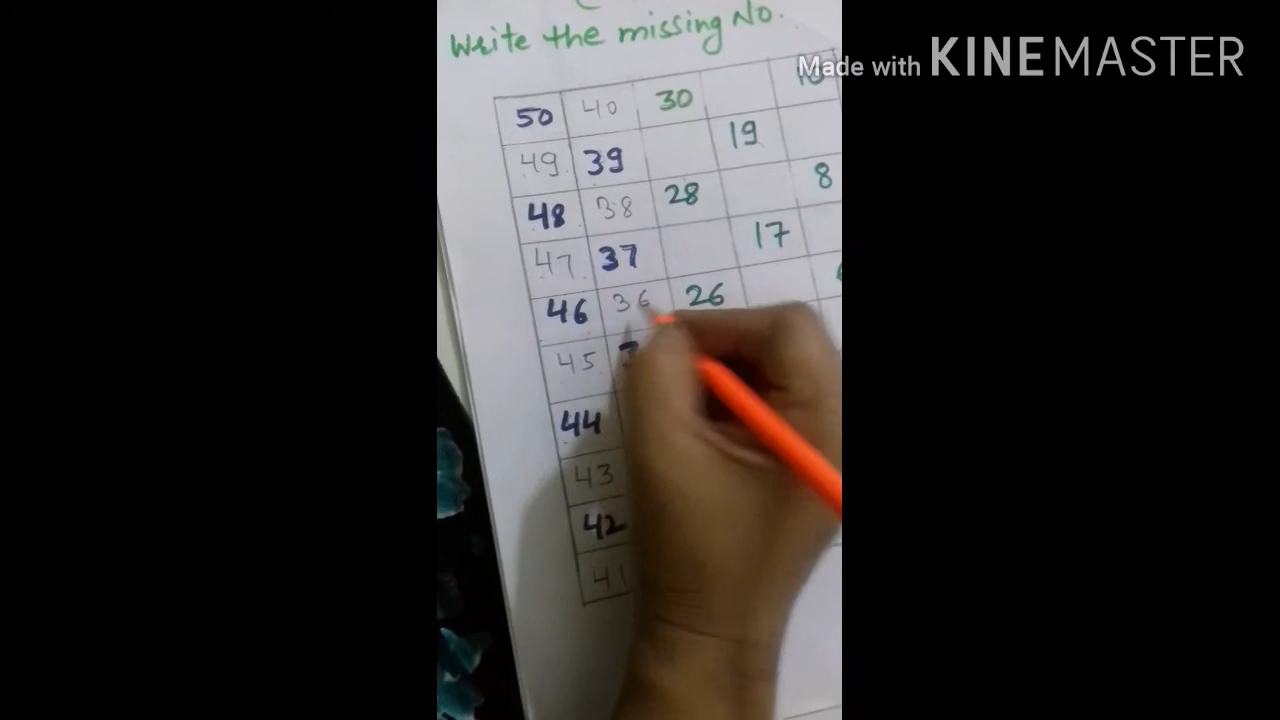 Write the missing No.
Made with KINEMASTER
50 40 30 10
49 39 19
48 38 28 8
47 37 17
46 36 26
45
44
43
42
41